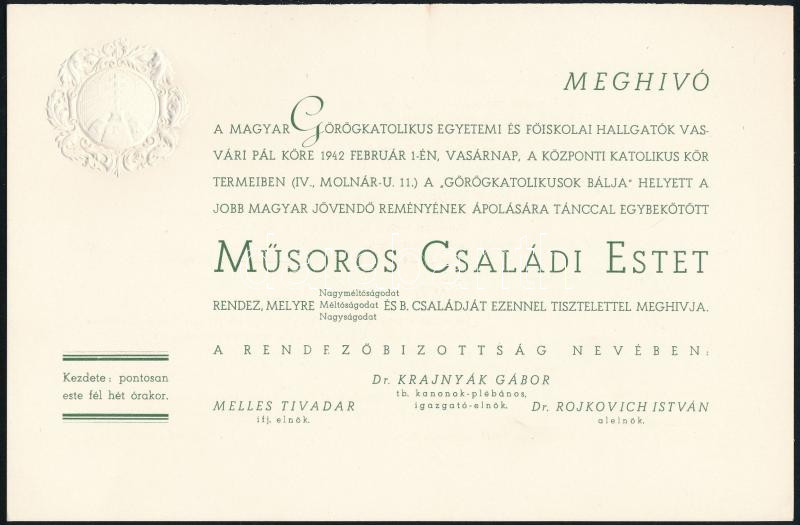 MEGHIVÓ
A MAGYAR GÖRÖGKATOLIKUS EGYETEMI ÉS FŐISKOLAI HALLGATÓK VAS-
VÁRI PÁL KÖRE 1942 FEBRUÁR 1-ÉN, VASÁRNAP, A KÖZPONTI KATOLIKUS KÖR
TERMEIBEN (IV., MOLNÁR-U. 11.) A „GÖRÖGKATOLIKUSOK BÁLJA" HELYETT A
JOBB MAGYAR JÖVENDŐ REMÉNYÉNEK ÁPOLÁSÁRA TÁNCCAL EGYBEKÖTÖTT
MŰSOROS CSALÁDI ESTET
Nagyméltóságodat
RENDEZ, MELYRE Méltóságodat ÉS B. CSALÁDJÁT EZENNEL TISZTELETTEL MEGHIVJA.
Nagyságodat
A RENDEZŐBIZOTTSÁG NEVÉBEN:
Kezdete: pontosan
este fél hét órakor.
Dr. KRAJNYÁK GÁBOR
tb. kanonok-plébános,
igazgató-elnök.
MELLES TIVADAR
ifj. elnök.
Dr. ROJKOVICH ISTVÁN
alelnök.